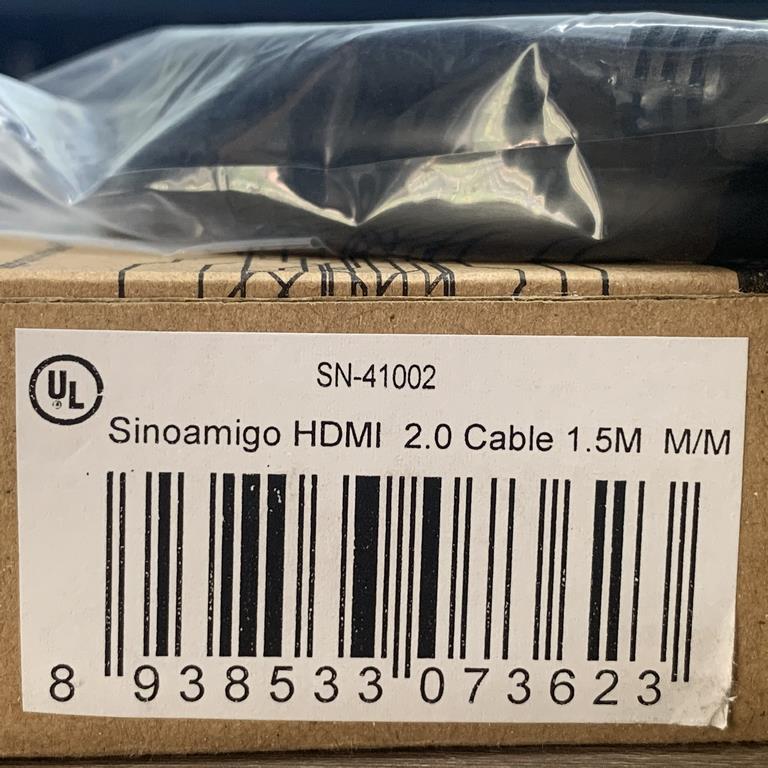 UL
SN-41002
Sinoamigo HDMI 2.0 Cable 1.5M M/M
8 938533 073623